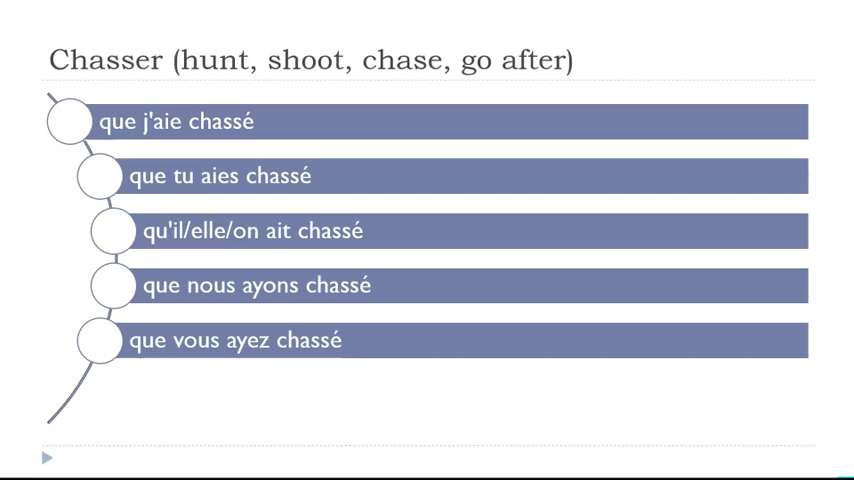 Chasser (hunt, shoot, chase, go after)
que j'aie chassé
que tu aies chassé
qu'il/elle/on ait chassé
que nous ayons chassé
que vous ayez chassé